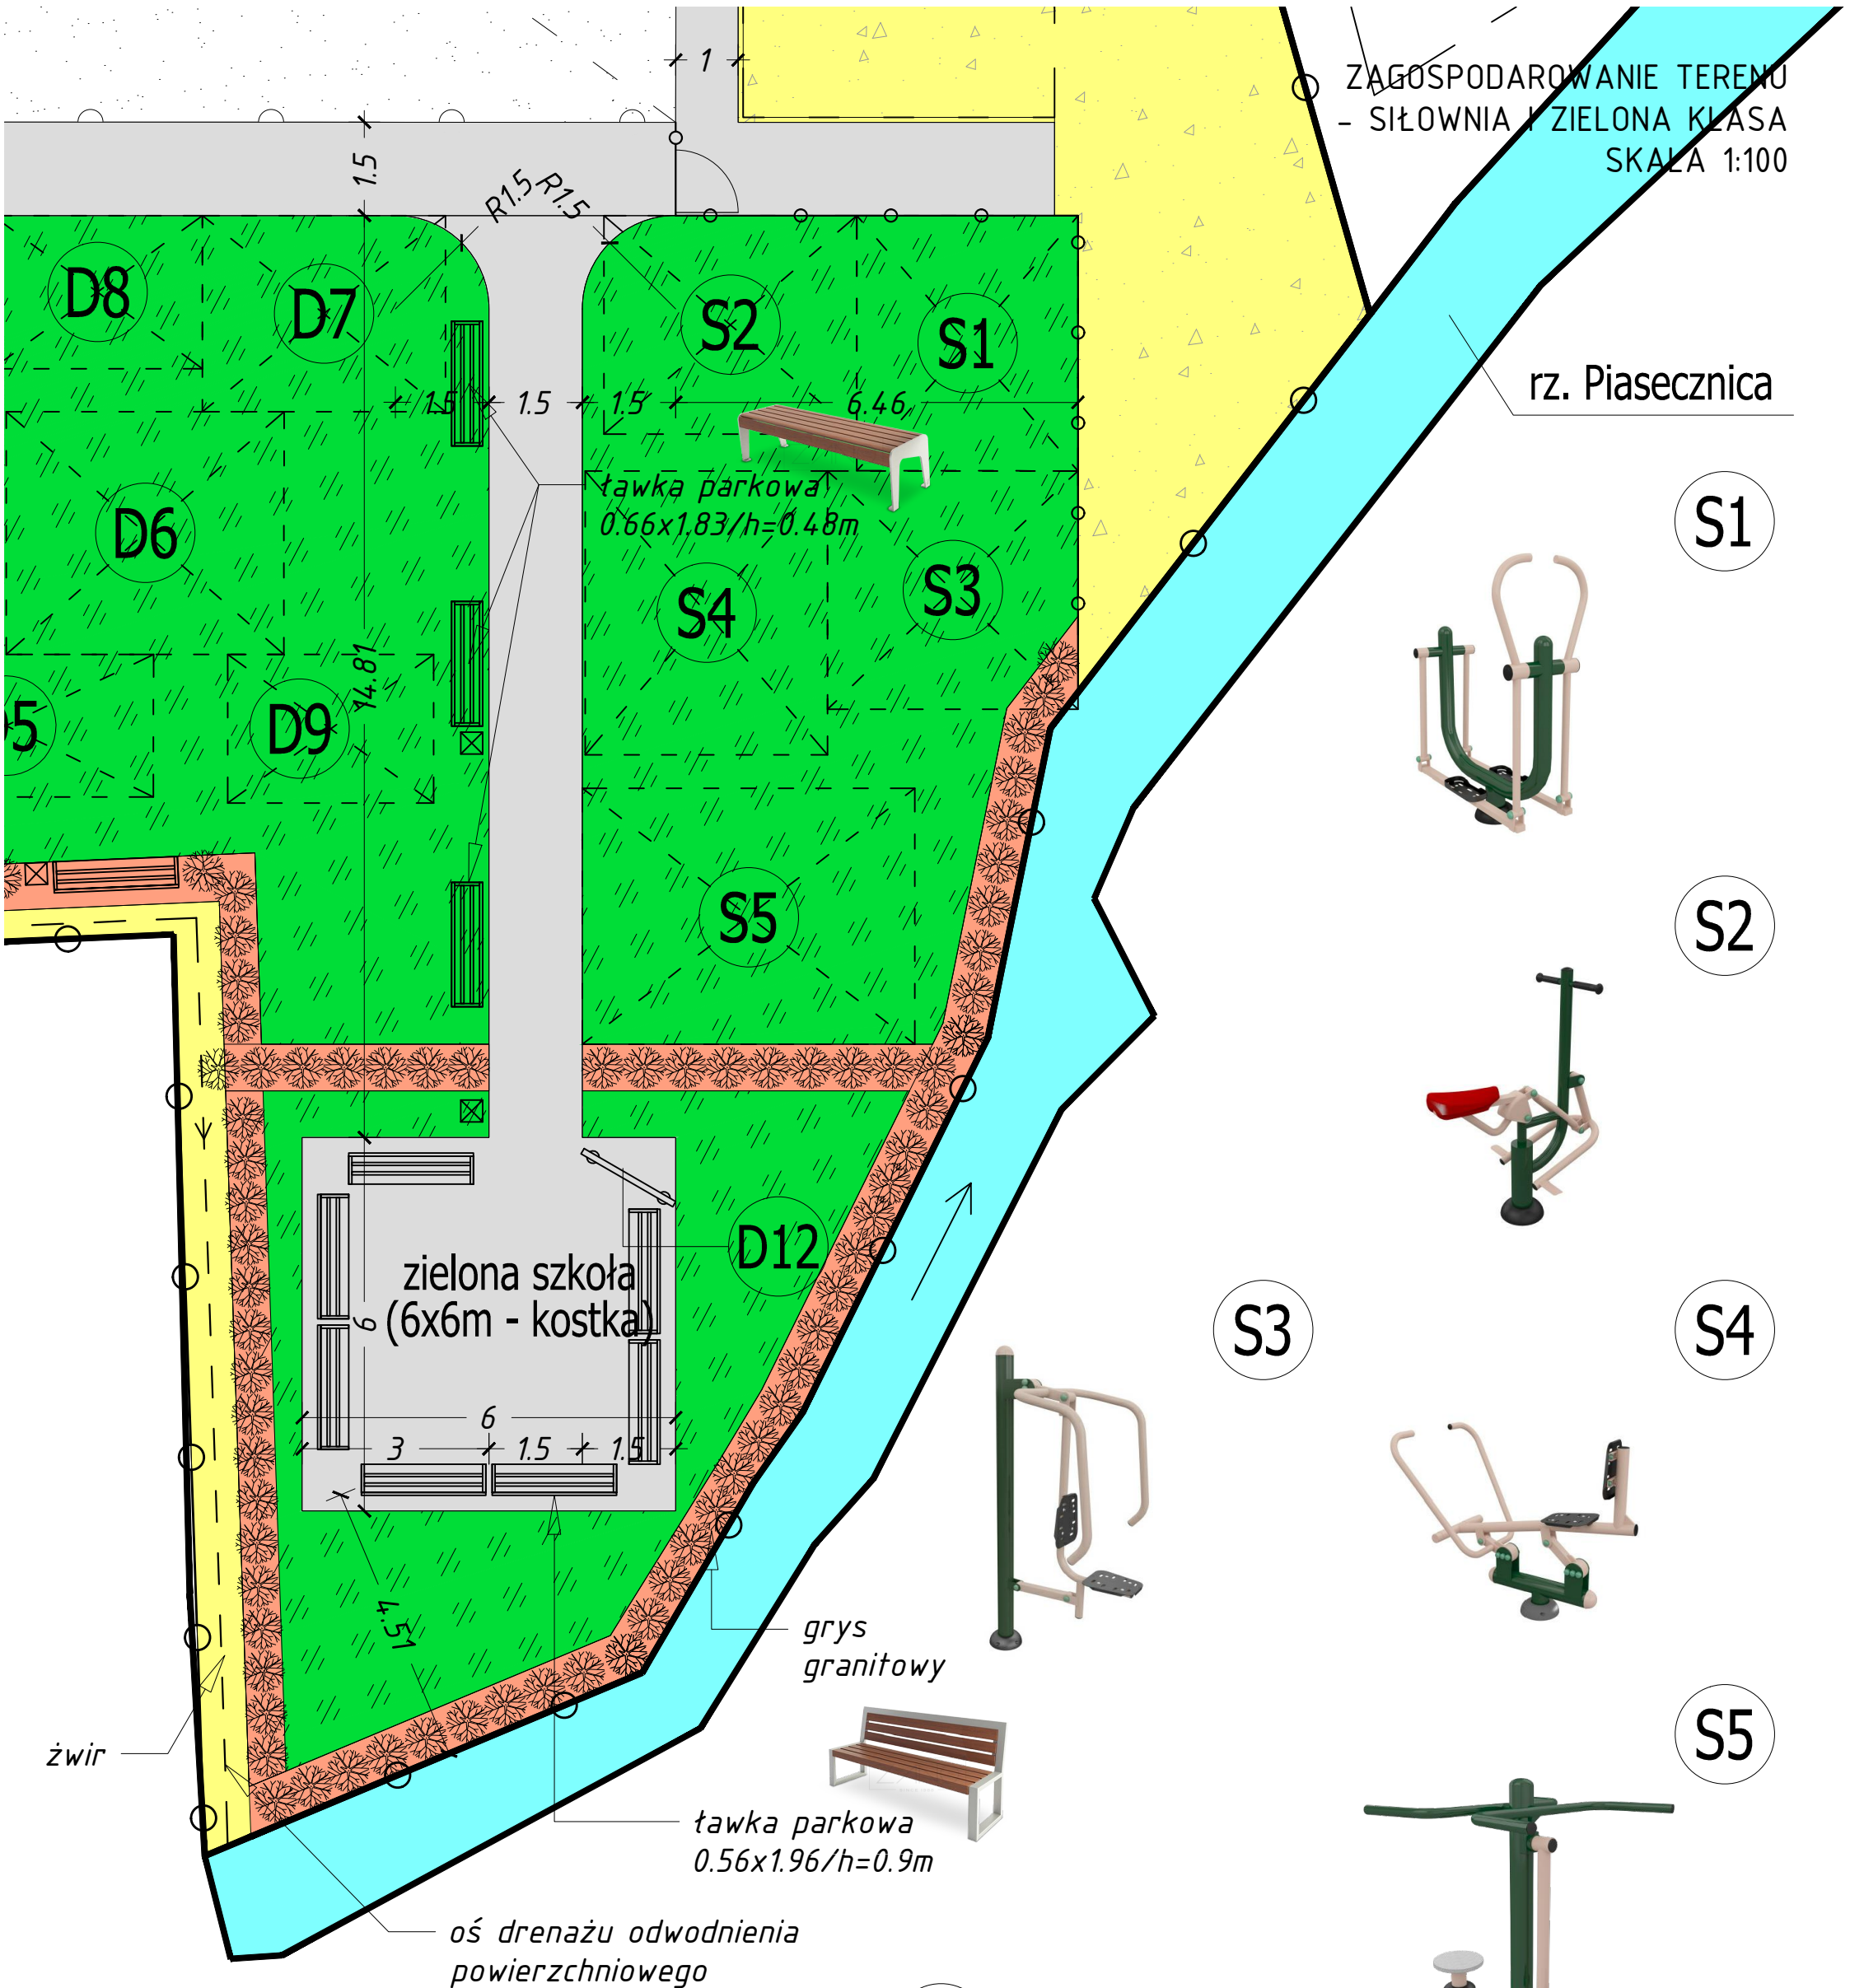 ZAGOSPODAROWANIE TERENU
- SIŁOWNIA I ZIELONA KLASA
SKALA 1:100
1
1.5
R1.5
R1.5
D8
D7
S2
S1
rz. Piasecznica
1.5
1.5
1.5
6.46
ławka parkowa
0.66x1.83/h=0.48m
D6
S4
S3
S1
14.81
D5
D9
S5
S2
D12
zielona szkoła
(6x6m - kostka)
6
6
3
1.5
1.5
S3
S4
4.51
grys
granitowy
żwir
S5
ławka parkowa
0.56x1.96/h=0.9m
oś drenażu odwodnienia
powierzchniowego